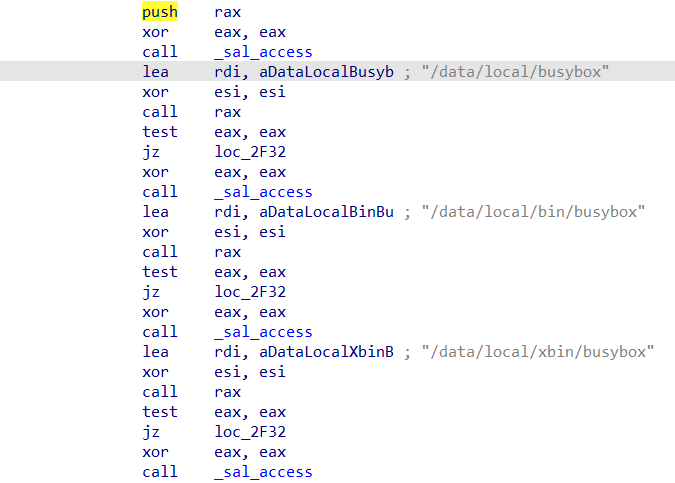 push rax
xor eax, eax
call _sal_access
lea rdi, aDataLocalBusyb ; "/data/local/busybox"
xor esi, esi
call rax
test eax, eax
jz loc_2F32
xor eax, eax
call _sal_access
lea rdi, aDataLocalBinBu ; "/data/local/bin/busybox"
xor esi, esi
call rax
test eax, eax
jz loc_2F32
xor eax, eax
call _sal_access
lea rdi, aDataLocalXbinB ; "/data/local/xbin/busybox"
xor esi, esi
call rax
test eax, eax
jz loc_2F32
xor eax, eax
call _sal_access